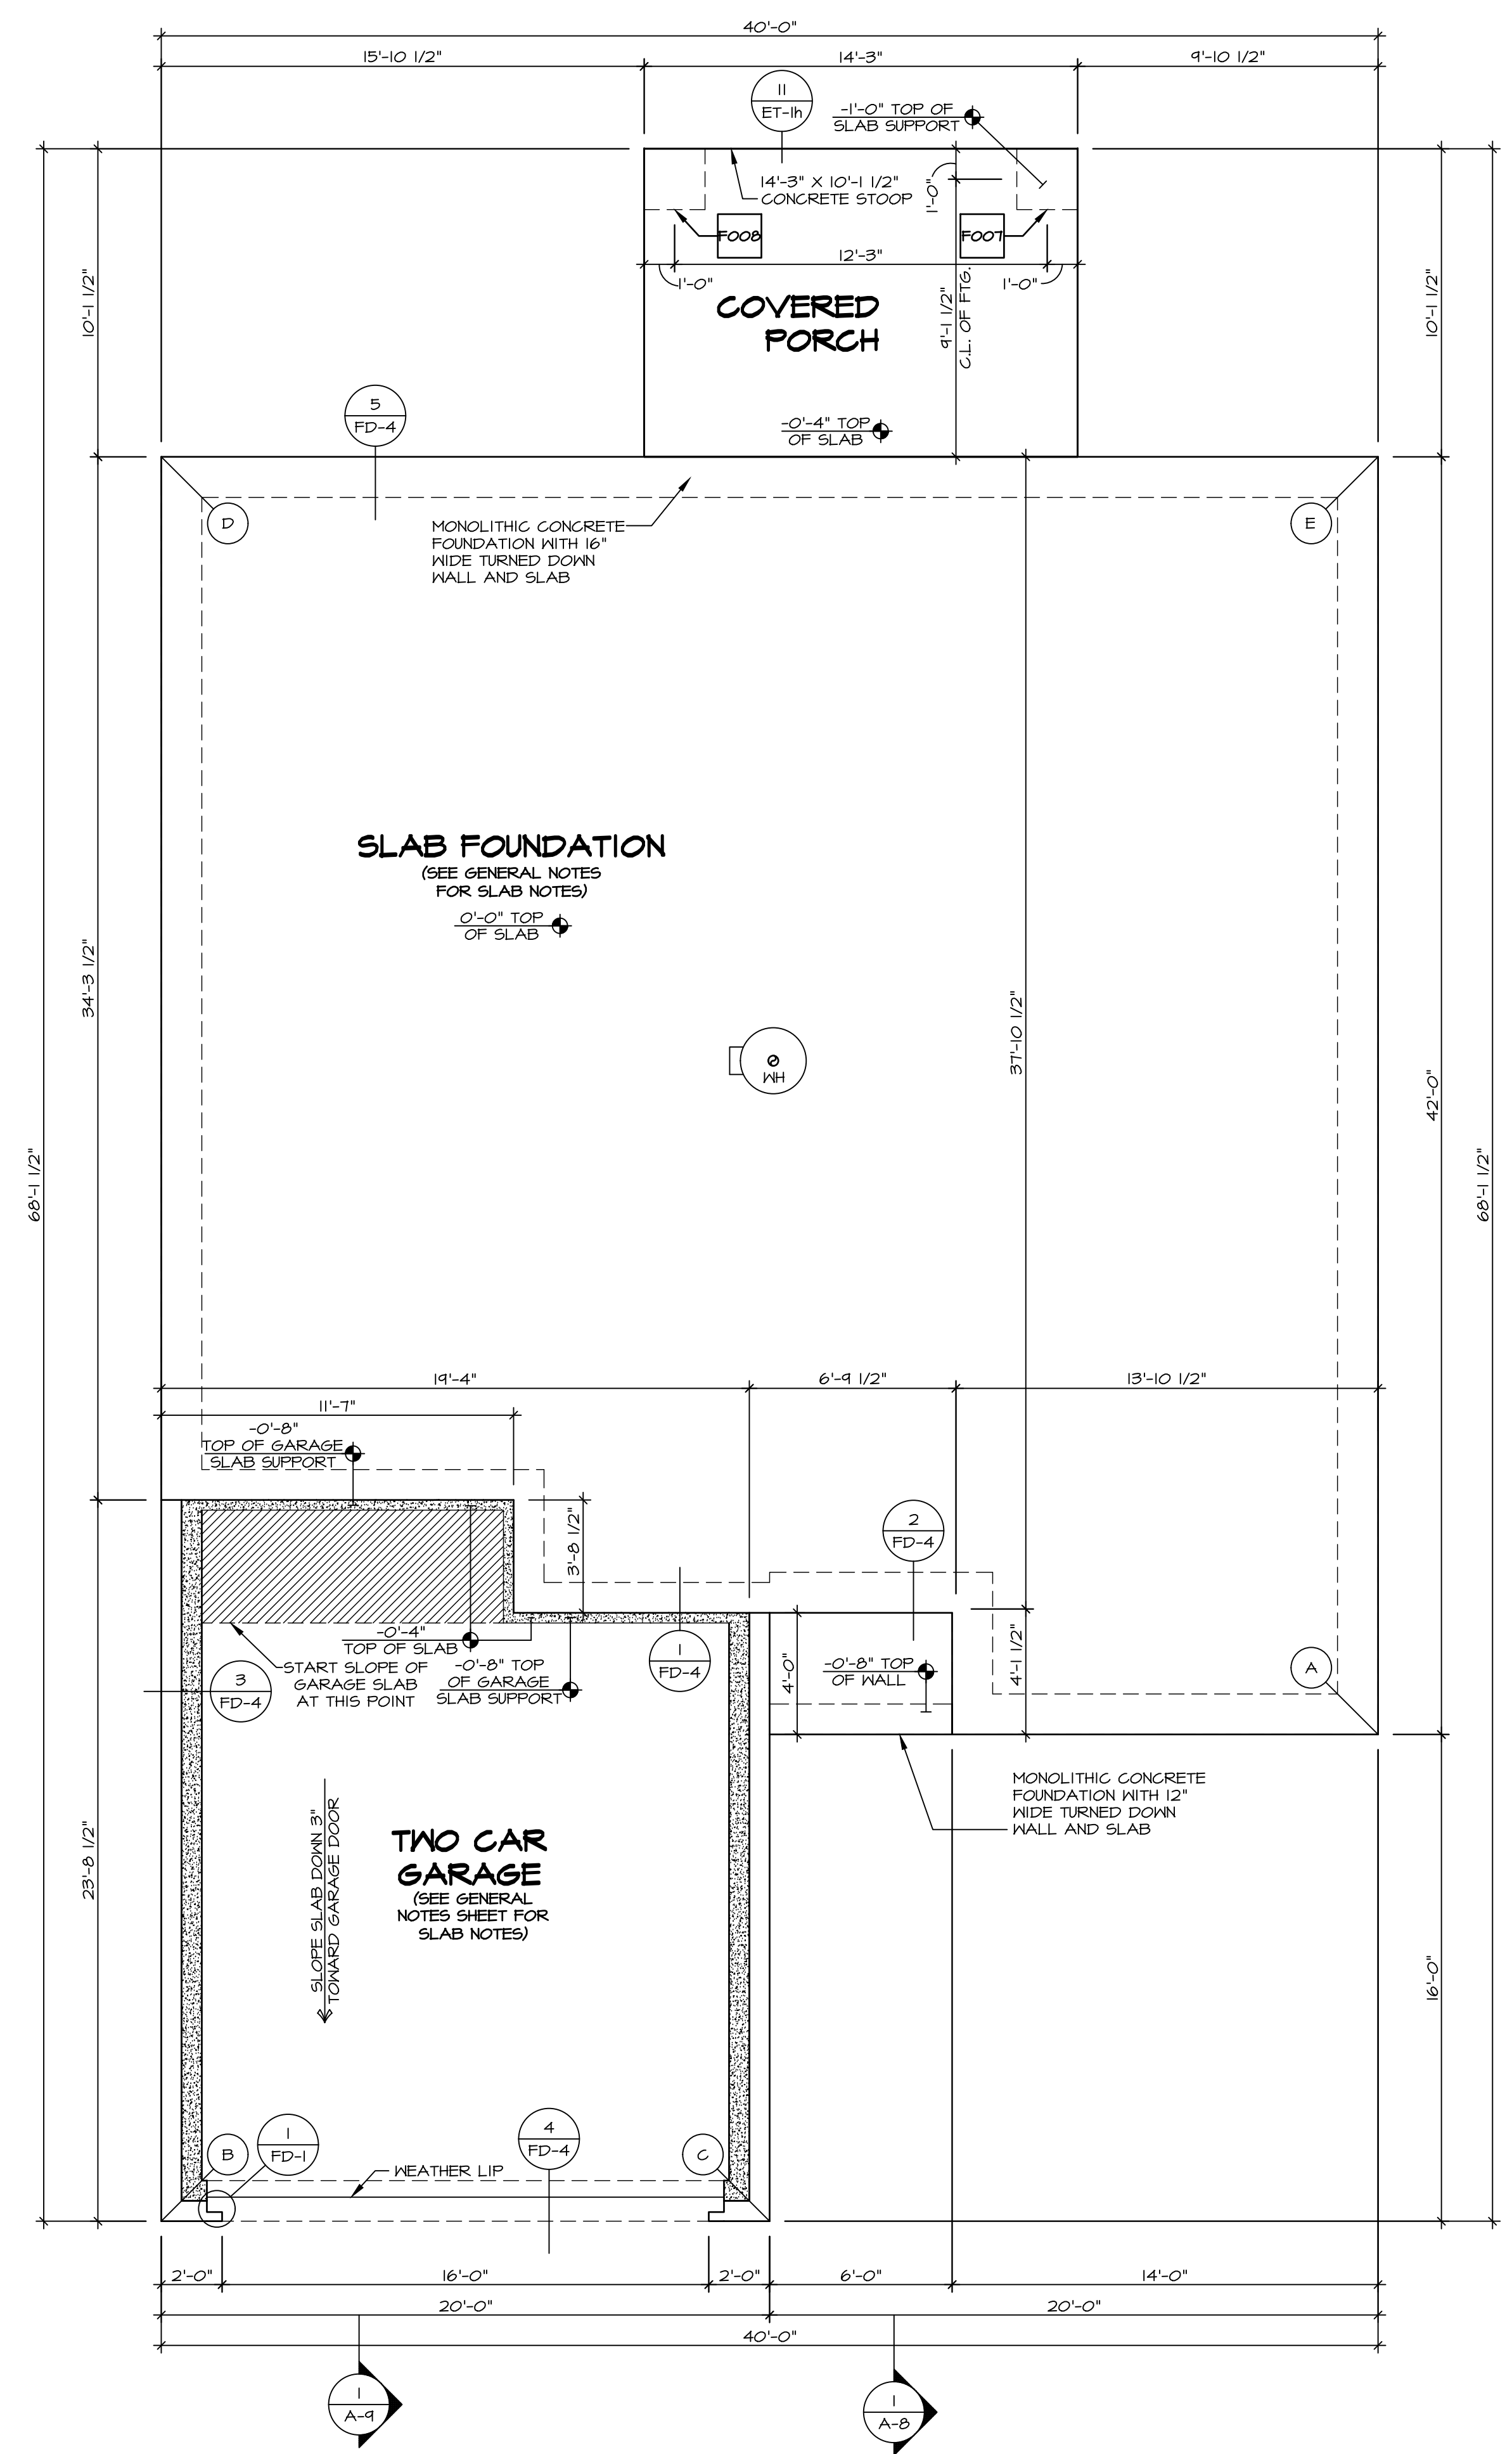 40'-0"
15'-10 1/2"
14'-3"
9'-10 1/2"
11
ET-1h
-1'-0" TOP OF
SLAB SUPPORT
14'-3" X 10'-1 1/2"
CONCRETE STOOP
1'-0"
F008
F007
12'-3"
1'-0"
1'-0"
COVERED
PORCH
9'-1 1/2"
C.L. OF FTG.
10'-1 1/2"
10'-1 1/2"
-0'-4" TOP
OF SLAB
5
FD-4
D
E
MONOLITHIC CONCRETE
FOUNDATION WITH 16"
WIDE TURNED DOWN
WALL AND SLAB
SLAB FOUNDATION
(SEE GENERAL NOTES
FOR SLAB NOTES)
0'-0" TOP
OF SLAB
34'-3 1/2"
37'-10 1/2"
WH
42'-0"
68'-1 1/2"
68'-1 1/2"
19'-4"
6'-9 1/2"
13'-10 1/2"
11'-7"
-0'-8"
TOP OF GARAGE
SLAB SUPPORT
3'-8 1/2"
2
FD-4
-0'-4"
TOP OF SLAB
START SLOPE OF
GARAGE SLAB
AT THIS POINT
-0'-8" TOP
OF GARAGE
SLAB SUPPORT
1
FD-4
3
FD-4
4'-0"
-0'-8" TOP
OF WALL
4'-1 1/2"
A
MONOLITHIC CONCRETE
FOUNDATION WITH 12"
WIDE TURNED DOWN
WALL AND SLAB
SLOPE SLAB DOWN 3"
TOWARD GARAGE DOOR
TWO CAR
GARAGE
(SEE GENERAL
NOTES SHEET FOR
SLAB NOTES)
23'-8 1/2"
16'-0"
B
1
FD-1
4
FD-4
C
WEATHER LIP
2'-0"
16'-0"
2'-0"
6'-0"
14'-0"
20'-0"
20'-0"
40'-0"
1
A-9
1
A-8